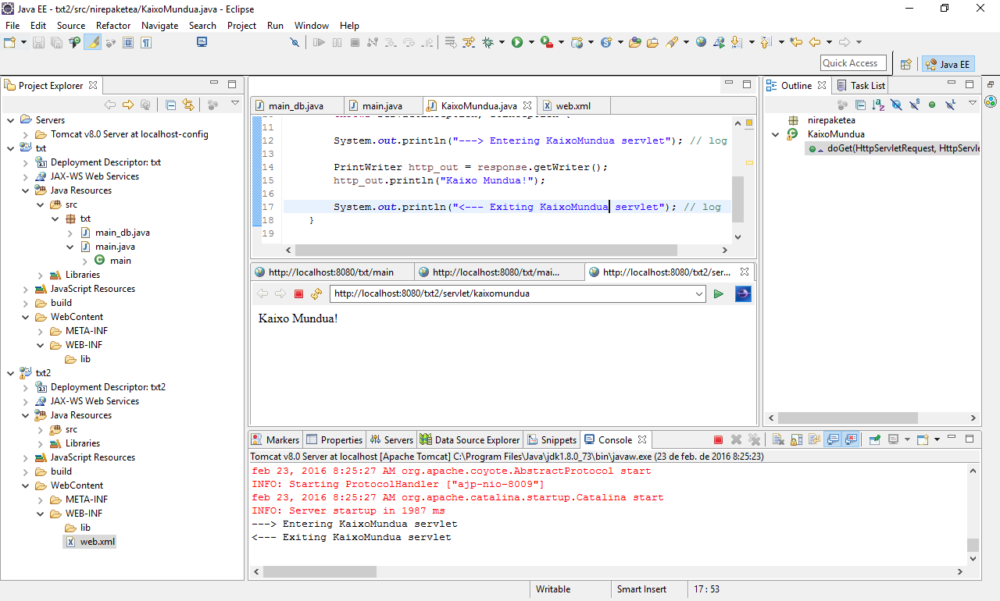 Java EE - txt2/src/nirepaketea/KaixoMundua.java - Eclipse
File Edit Source Refactor Navigate Search Project Run Window Help
Quick Access
Java EE
Project Explorer
Servers
Tomcat v8.0 Server at localhost-config
txt
Deployment Descriptor: txt
JAX-WS Web Services
Java Resources
src
txt
main_db.java
main.java
main
Libraries
JavaScript Resources
build
WebContent
META-INF
WEB-INF
lib
txt2
Deployment Descriptor: txt2
JAX-WS Web Services
Java Resources
src
Libraries
JavaScript Resources
build
WebContent
META-INF
WEB-INF
lib
web.xml
main_db.java main.java KaixoMundua.java web.xml
11
12 System.out.println("---> Entering KaixoMundua servlet"); // log
13
14 PrintWriter http_out = response.getWriter();
15 http_out.println("Kaixo Mundua!");
16
17 System.out.println("<--- Exiting KaixoMundua servlet"); // log
18 }
19
http://localhost:8080/txt/main http://localhost:8080/txt/mai... http://localhost:8080/txt2/ser...
http://localhost:8080/txt2/servlet/kaixomundua
Kaixo Mundua!
Outline Task List
nirepaketea
KaixoMundua
doGet(HttpServletRequest, HttpServle
Markers Properties Servers Data Source Explorer Snippets Console
Tomcat v8.0 Server at localhost [Apache Tomcat] C:\Program Files\Java\jdk1.8.0_73\bin\javaw.exe (23 de feb. de 2016 8:25:23)
feb 23, 2016 8:25:27 AM org.apache.coyote.AbstractProtocol start
INFO: Starting ProtocolHandler ["ajp-nio-8009"]
feb 23, 2016 8:25:27 AM org.apache.catalina.startup.Catalina start
INFO: Server startup in 1987 ms
---> Entering KaixoMundua servlet
<--- Exiting KaixoMundua servlet
Writable Smart Insert 17 : 53